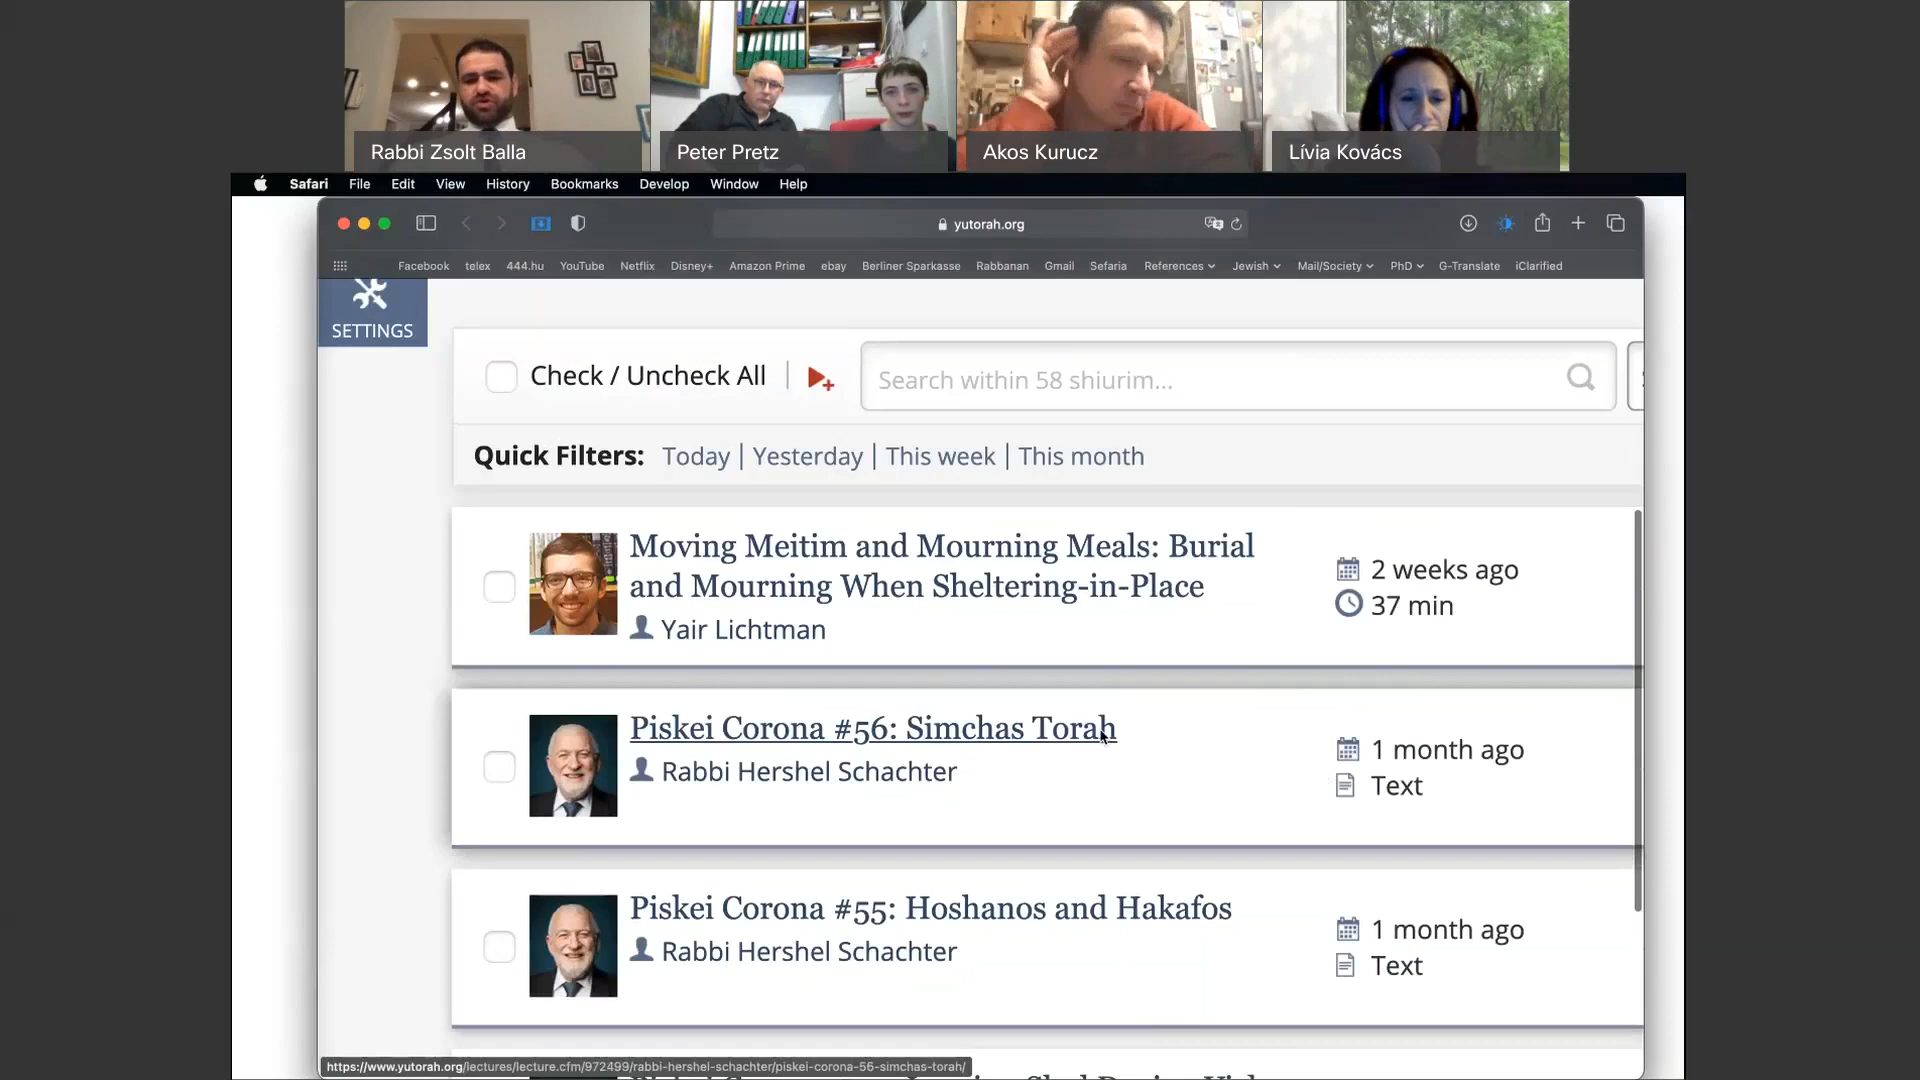 Rabbi Zsolt Balla
Peter Pretz
Akos Kurucz
Lívia Kovács
Safari File Edit View History Bookmarks Develop Window Help
yutorah.org
Facebook telex 444.hu YouTube Netflix Disney+ Amazon Prime ebay Berliner Sparkasse Rabbanan Gmail Sefaria References Jewish Mail/Society PhD G-Translate iClarified
SETTINGS
Check / Uncheck All
Search within 58 shiurim...
Quick Filters: Today | Yesterday | This week | This month
Moving Meitim and Mourning Meals: Burial
and Mourning When Sheltering-in-Place
Yair Lichtman
2 weeks ago
37 min
Piskei Corona #56: Simchas Torah
Rabbi Hershel Schachter
1 month ago
Text
Piskei Corona #55: Hoshanos and Hakafos
Rabbi Hershel Schachter
1 month ago
Text
https://www.yutorah.org/lectures/lecture.cfm/972499/rabbi-hershel-schachter/piskei-corona-56-simchas-torah/